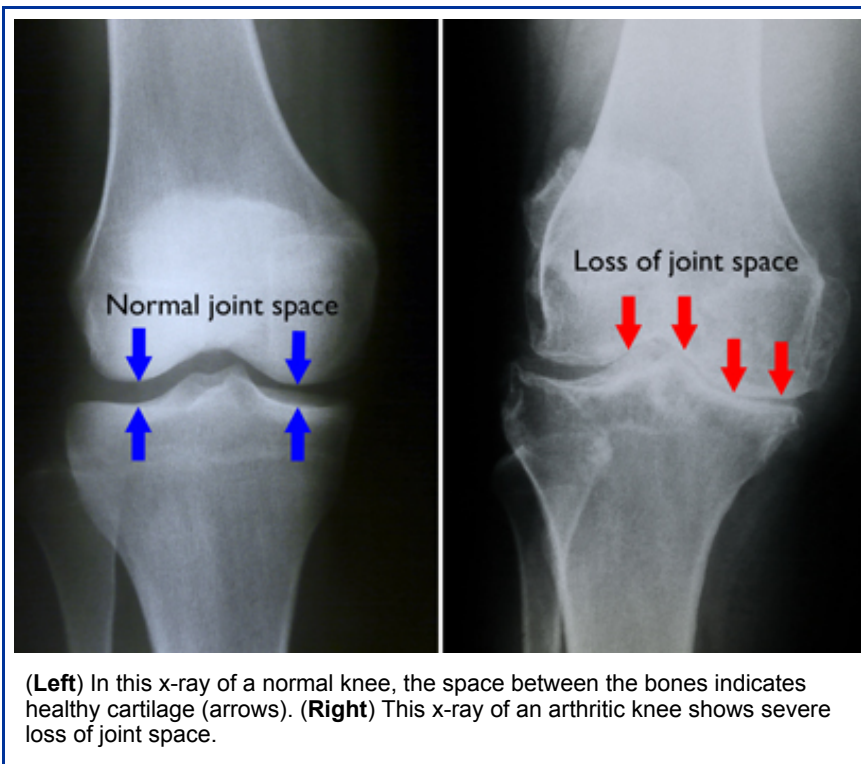 Normal joint space
Loss of joint space
(Left) In this x-ray of a normal knee, the space between the bones indicates
healthy cartilage (arrows). (Right) This x-ray of an arthritic knee shows severe
loss of joint space.